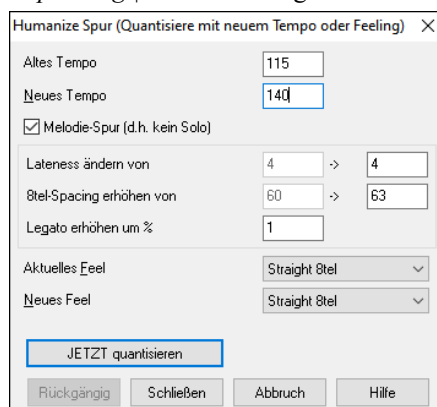 Humanize Spur (Quantisiere mit neuem Tempo oder Feeling)
Altes Tempo 115
Neues Tempo 140
Melodie-Spur (d.h. kein Solo)
Lateness ändern von 4 -> 4
8tel-Spacing erhöhen von 60 -> 63
Legato erhöhen um % 1
Aktuelles Feel Straight 8tel
Neues Feel Straight 8tel
JETZT quantisieren
Rückgängig Schließen Abbruch Hilfe